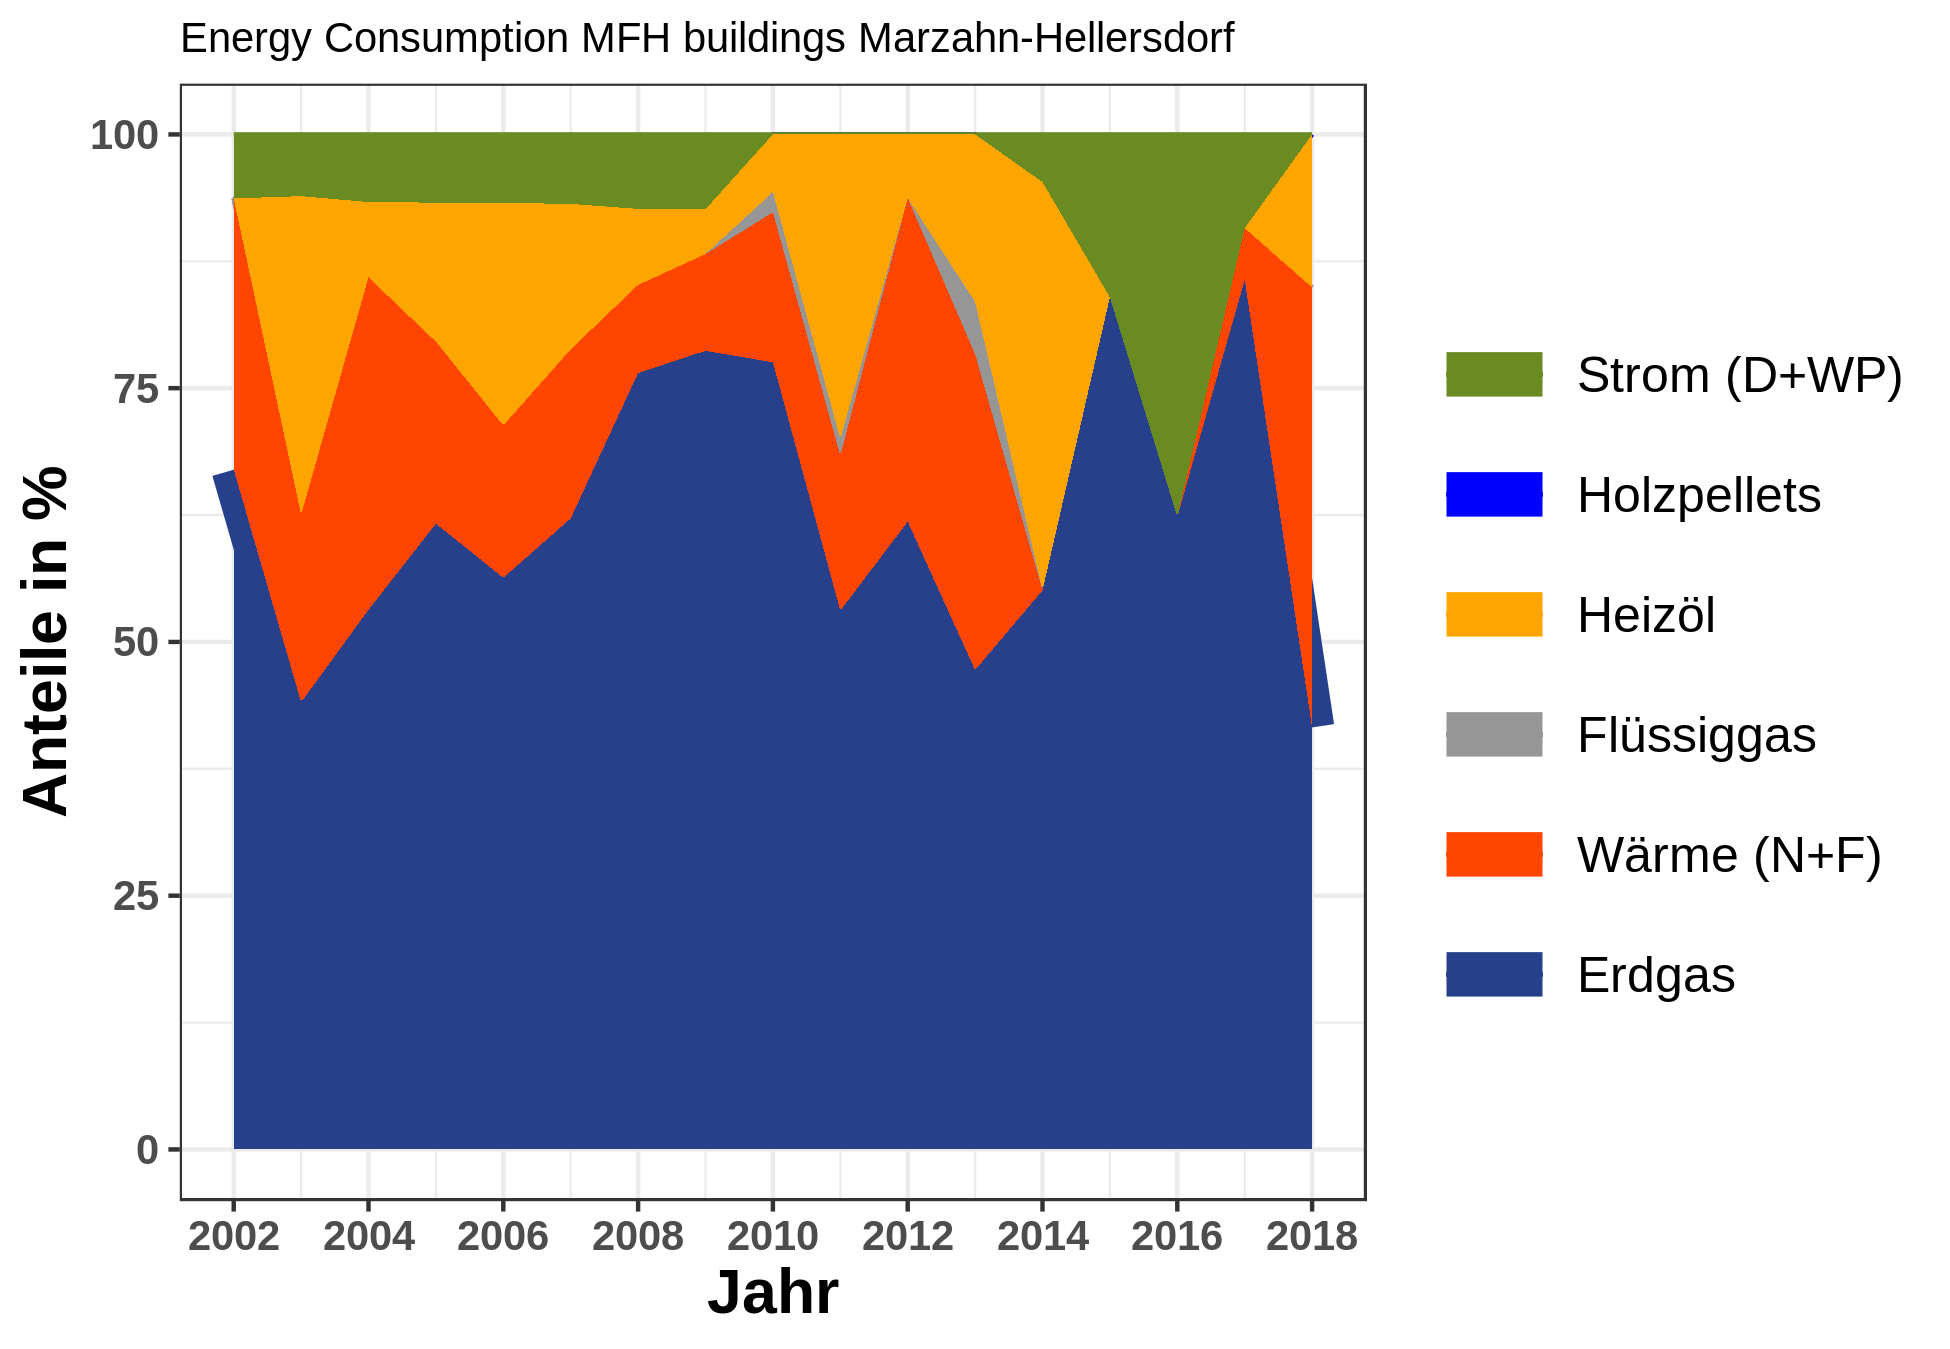 Energy Consumption MFH buildings Marzahn-Hellersdorf
Anteile in %
100
75
50
25
0
2002 2004 2006 2008 2010 2012 2014 2016 2018
Jahr
Strom (D+WP)
Holzpellets
Heizöl
Flüssiggas
Wärme (N+F)
Erdgas